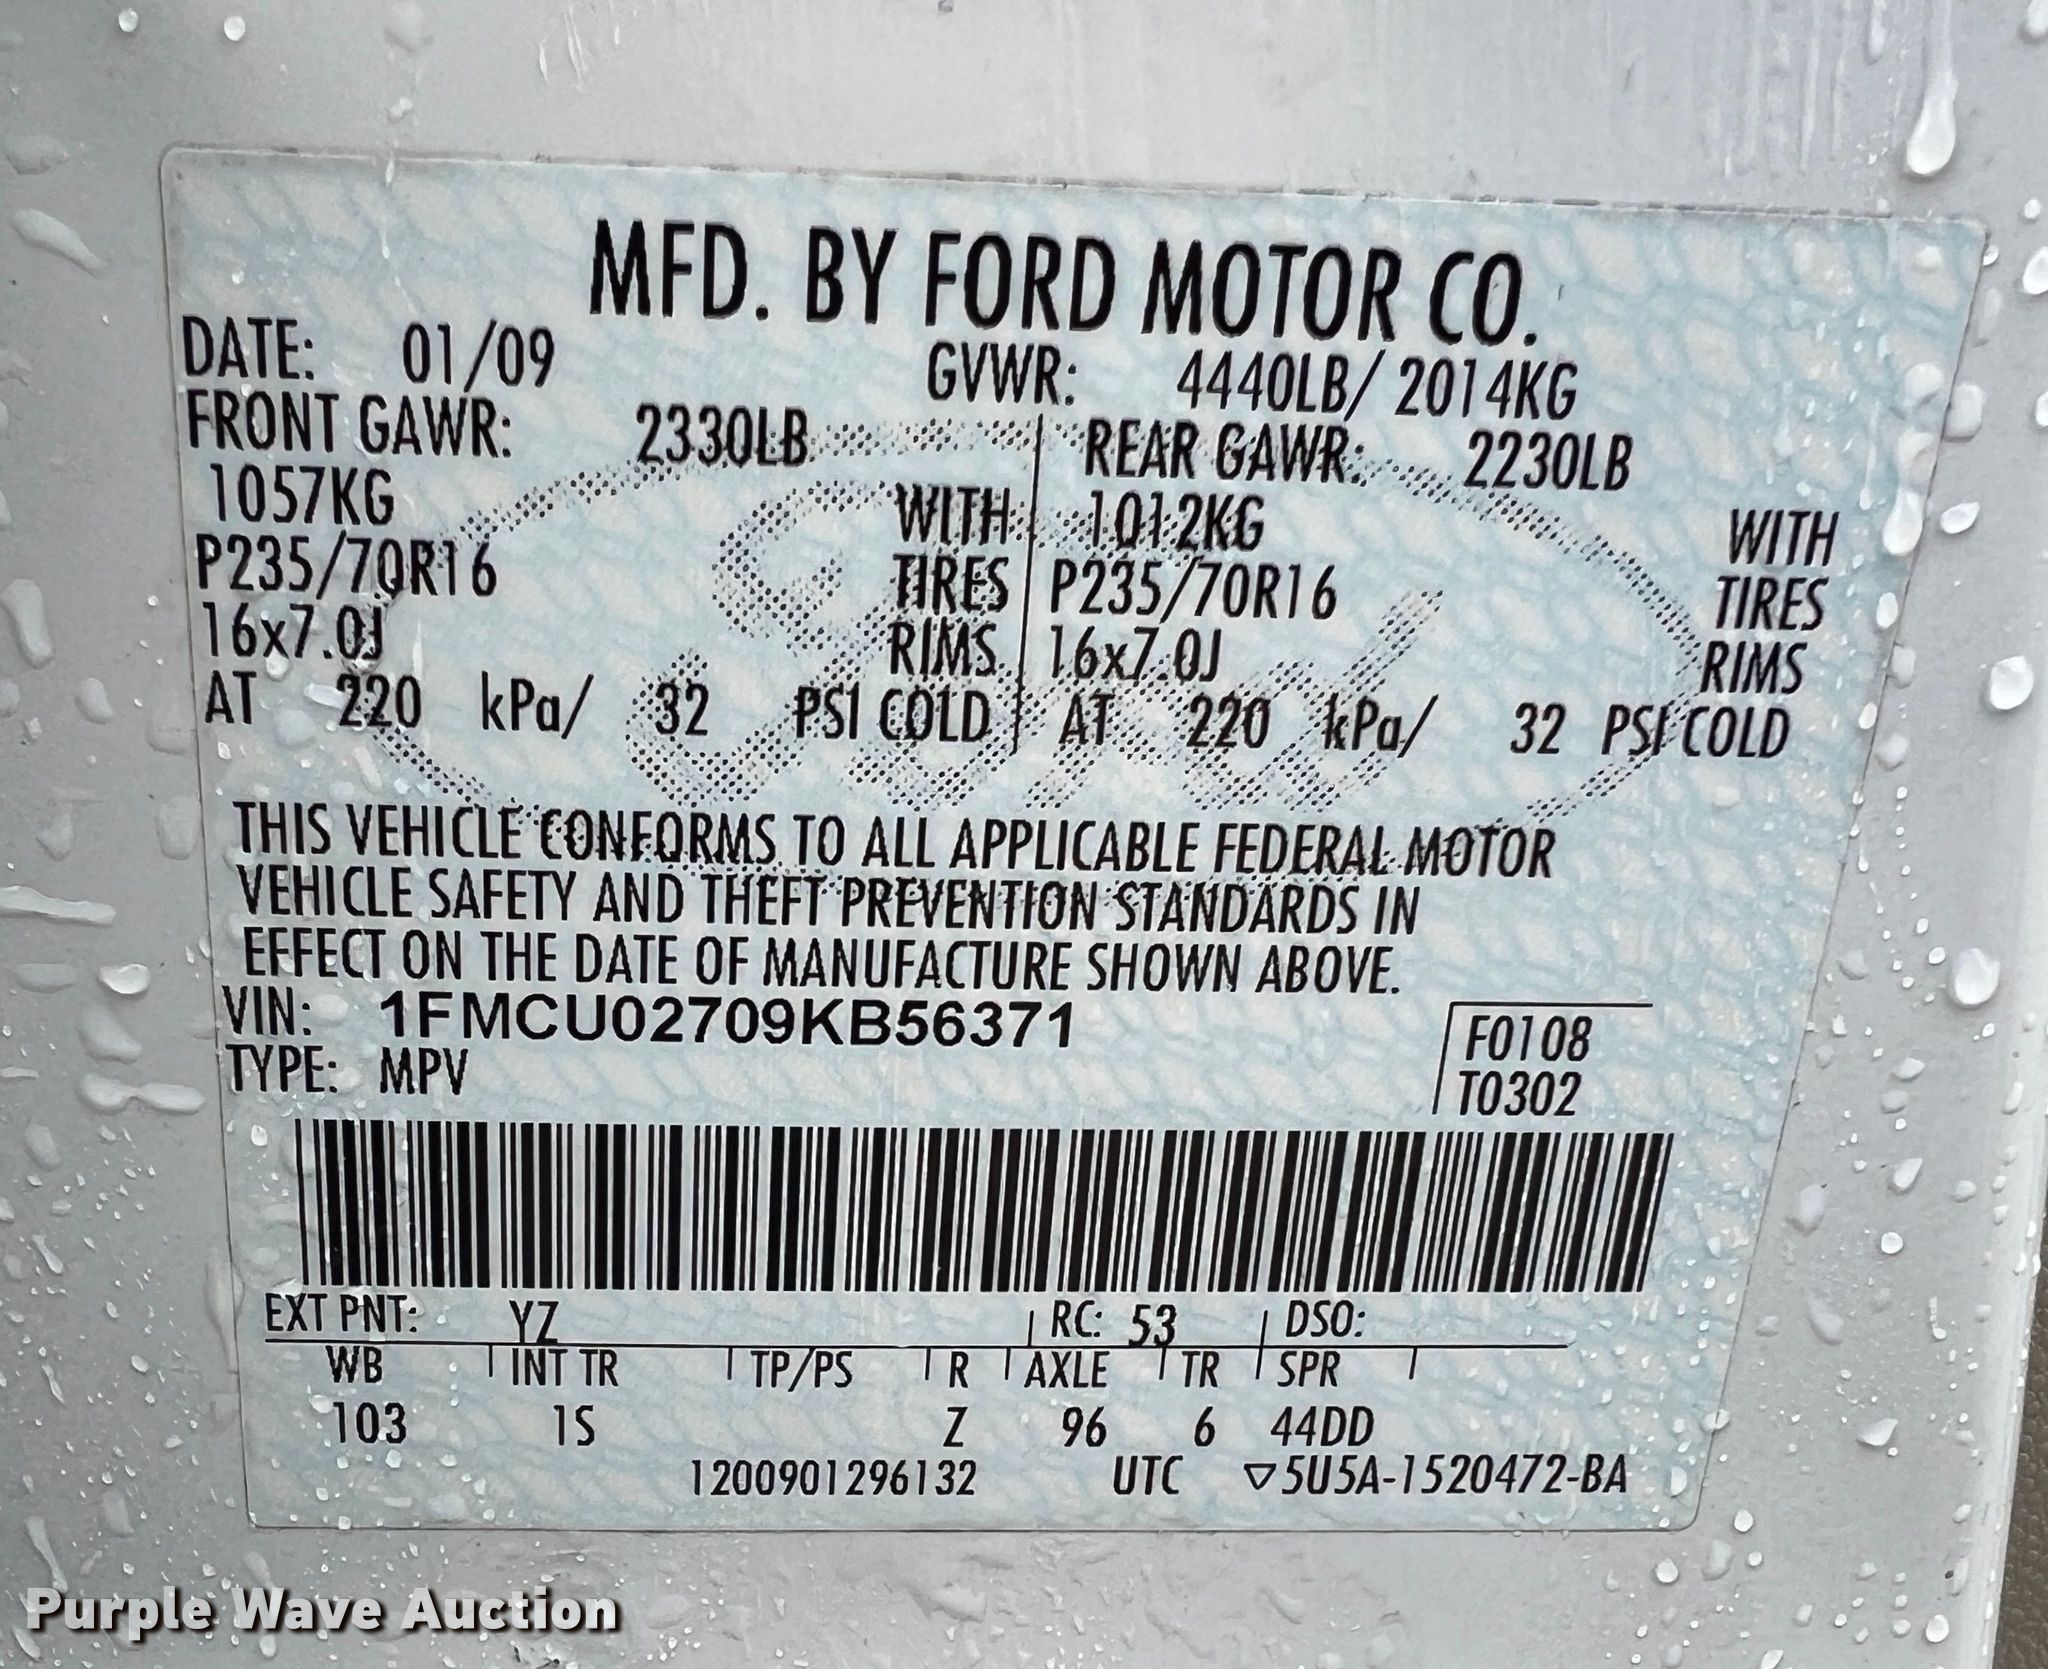 MFD. BY FORD MOTOR CO.
DATE: 01/09 GVWR: 4440LB/ 2014KG
FRONT GAWR: 2330LB REAR GAWR: 2230LB
1057KG WITH 1012KG WITH
P235/70R16 TIRES P235/70R16 TIRES
16x7.0J RIMS 16x7.0J RIMS
AT 220 kPa/ 32 PSI COLD AT 220 kPa/ 32 PSI COLD
Ford
THIS VEHICLE CONFORMS TO ALL APPLICABLE FEDERAL MOTOR
VEHICLE SAFETY AND THEFT PREVENTION STANDARDS IN
EFFECT ON THE DATE OF MANUFACTURE SHOWN ABOVE.
VIN: 1FMCU02709KB56371 F0108
TYPE: MPV T0302
EXT PNT: YZ RC: 53 DSO:
WB INT TR TP/PS R AXLE TR SPR
103 1S Z 96 6 44DD
1200901296132 UTC ▽5U5A-1520472-BA
Purple Wave Auction